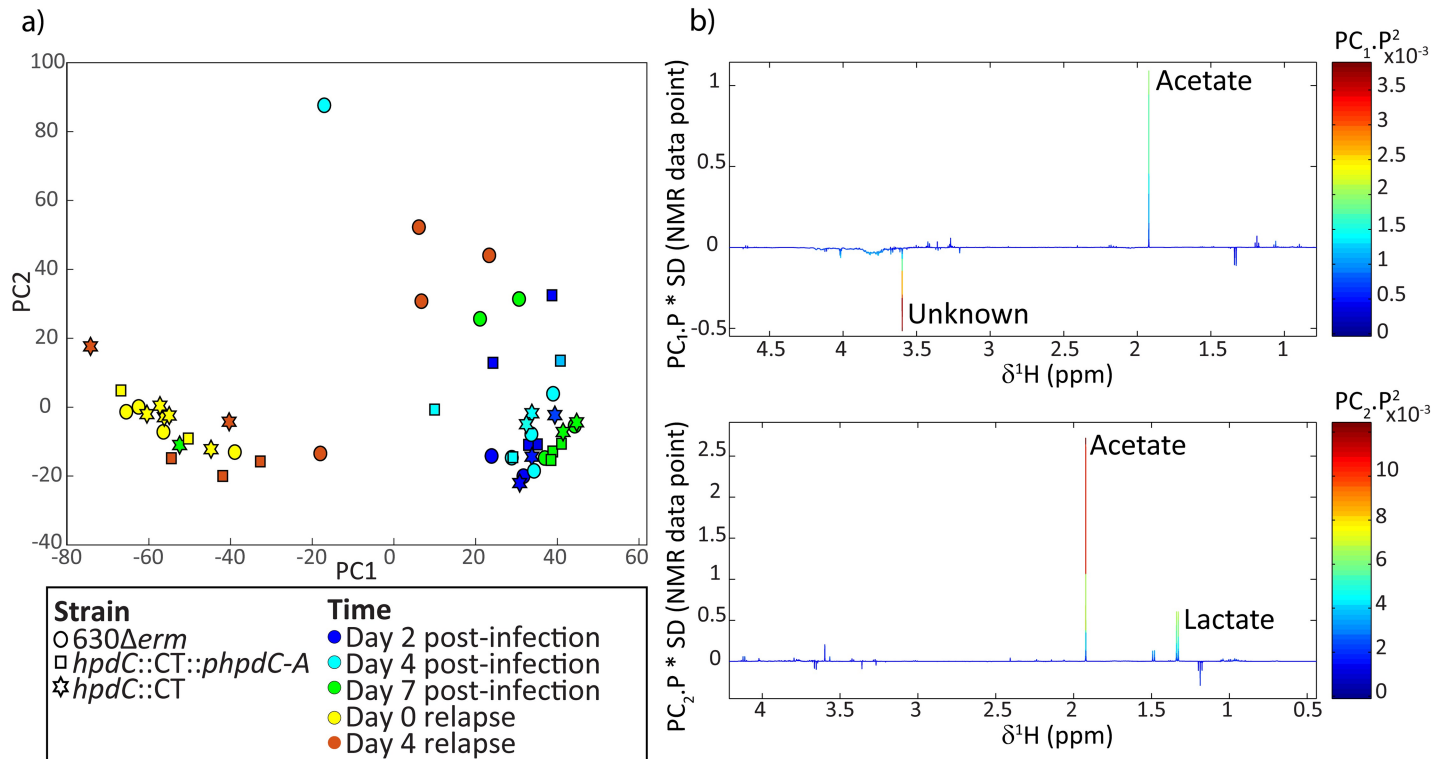 a)
100
80
60
40
20
0
-20
-40
PC2
-80
-60
-40
-20
0
20
40
60
PC1
Strain
630Δerm
hpdC::CT::phpdC-A
hpdC::CT
Time
Day 2 post-infection
Day 4 post-infection
Day 7 post-infection
Day 0 relapse
Day 4 relapse
b)
PC₁.P * SD (NMR data point)
1
0.5
0
-0.5
Acetate
Unknown
4.5
4
3.5
3
2.5
2
1.5
1
δ¹H (ppm)
PC₁.P²
x10⁻³
3.5
3
2.5
2
1.5
1
0.5
0
PC₂.P * SD (NMR data point)
2.5
2
1.5
1
0.5
0
Acetate
Lactate
4
3.5
3
2.5
2
1.5
1
0.5
δ¹H (ppm)
PC₂.P²
x10⁻³
10
8
6
4
2
0